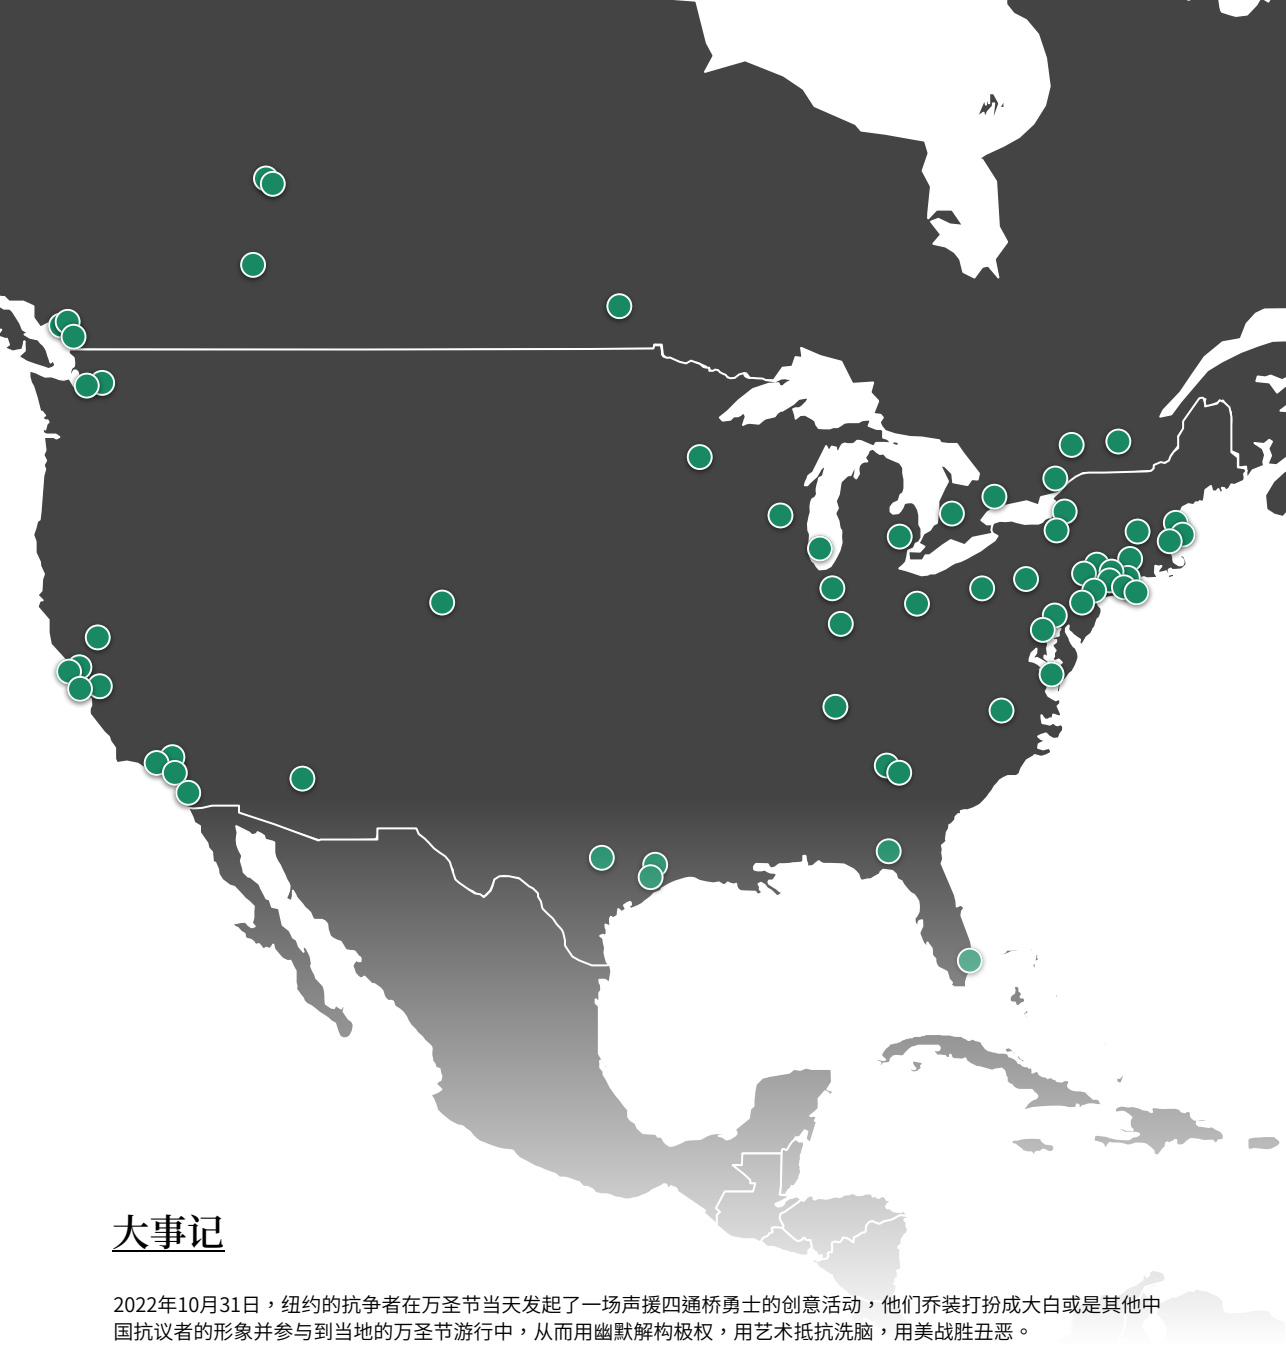 大事记
2022年10月31日，纽约的抗争者在万圣节当天发起了一场声援四通桥勇士的创意活动，他们乔装打扮成大白或是其他中
国抗议者的形象并参与到当地的万圣节游行中，从而用幽默解构极权，用艺术抵抗洗脑，用美战胜丑恶。